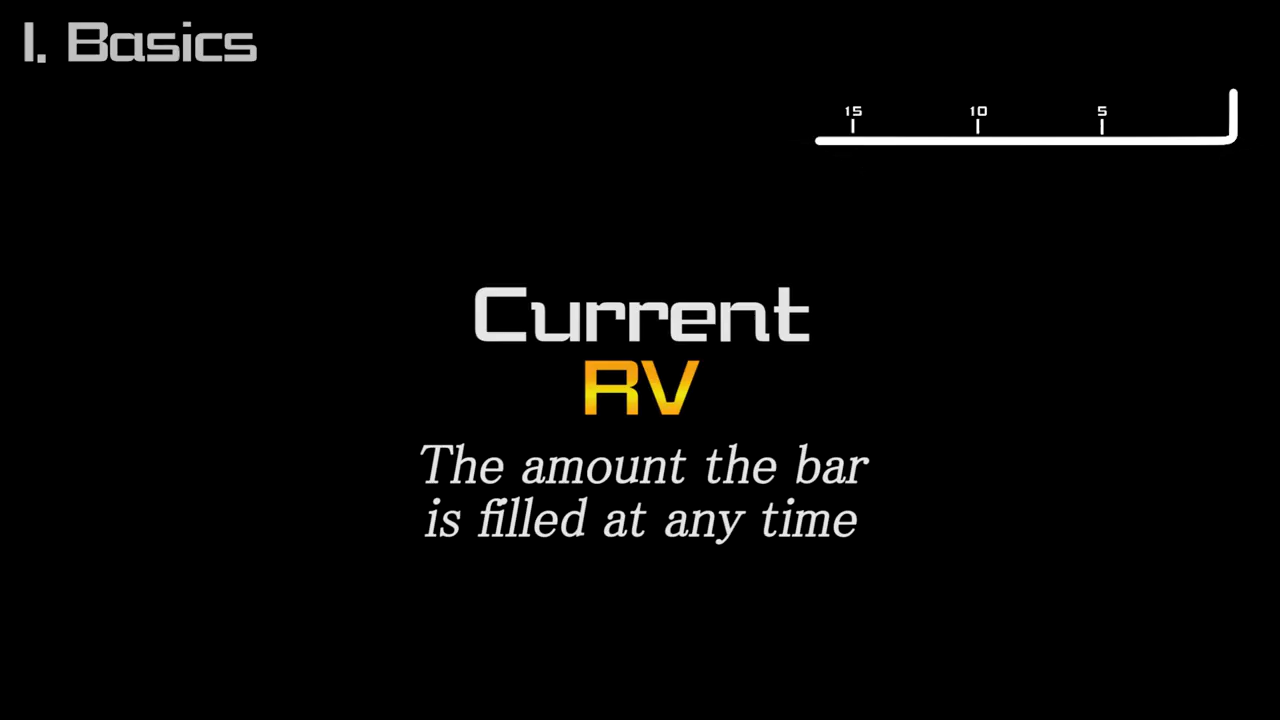 I. Basics
15 10 5
Current
RV
The amount the bar
is filled at any time